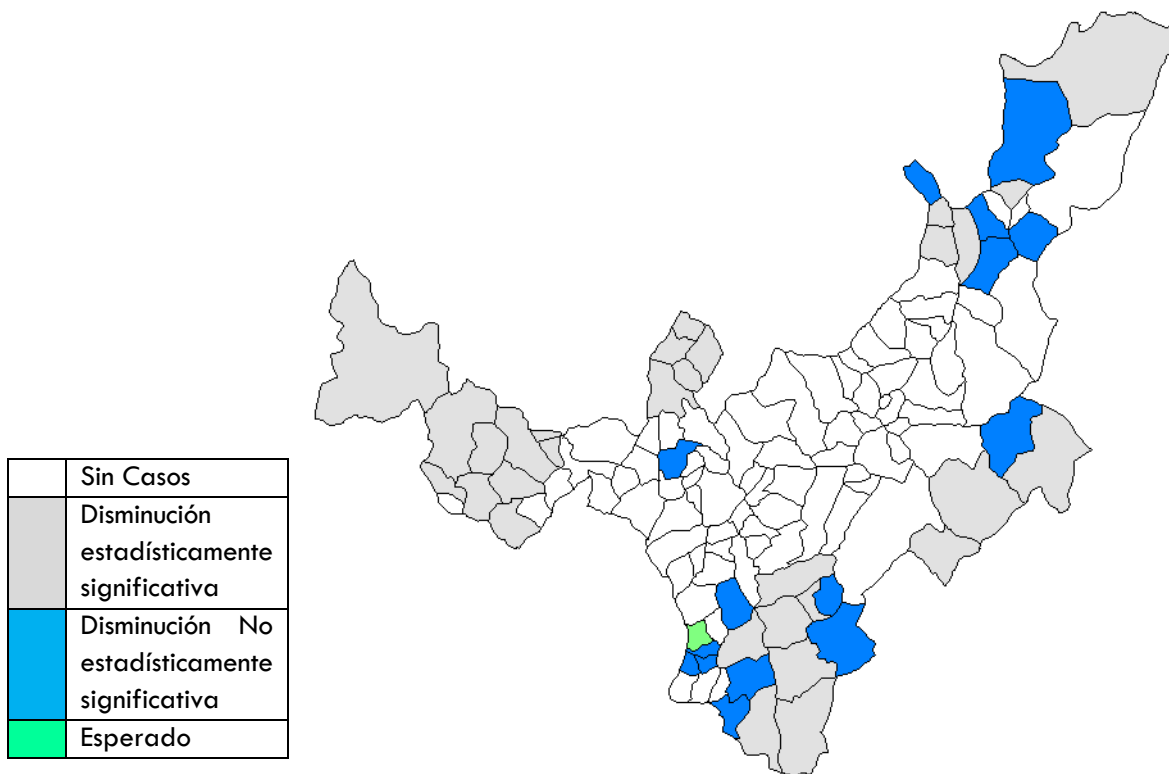 Sin Casos
Disminución
estadísticamente
significativa
Disminución No
estadísticamente
significativa
Esperado